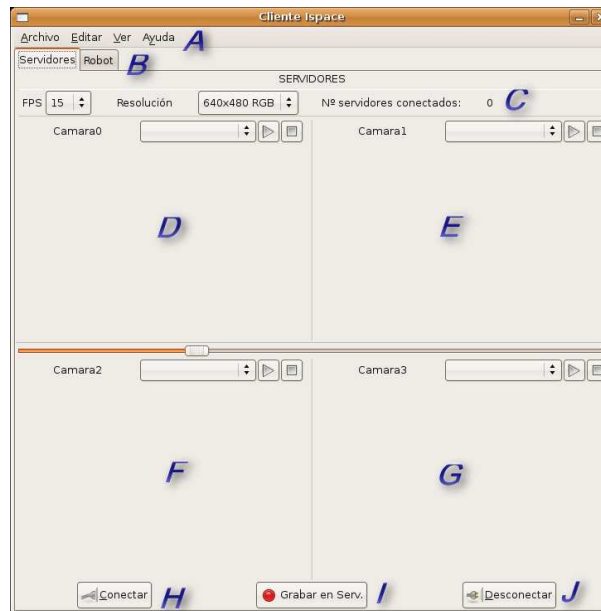 Cliente Ispace
Archivo Editar Ver Ayuda A
Servidores Robot B
SERVIDORES
FPS 15 Resolución 640x480 RGB Nº servidores conectados: 0 C
Camara0 Camara1
D E
Camara2 Camara3
F G
Conectar H Grabar en Serv. I Desconectar J